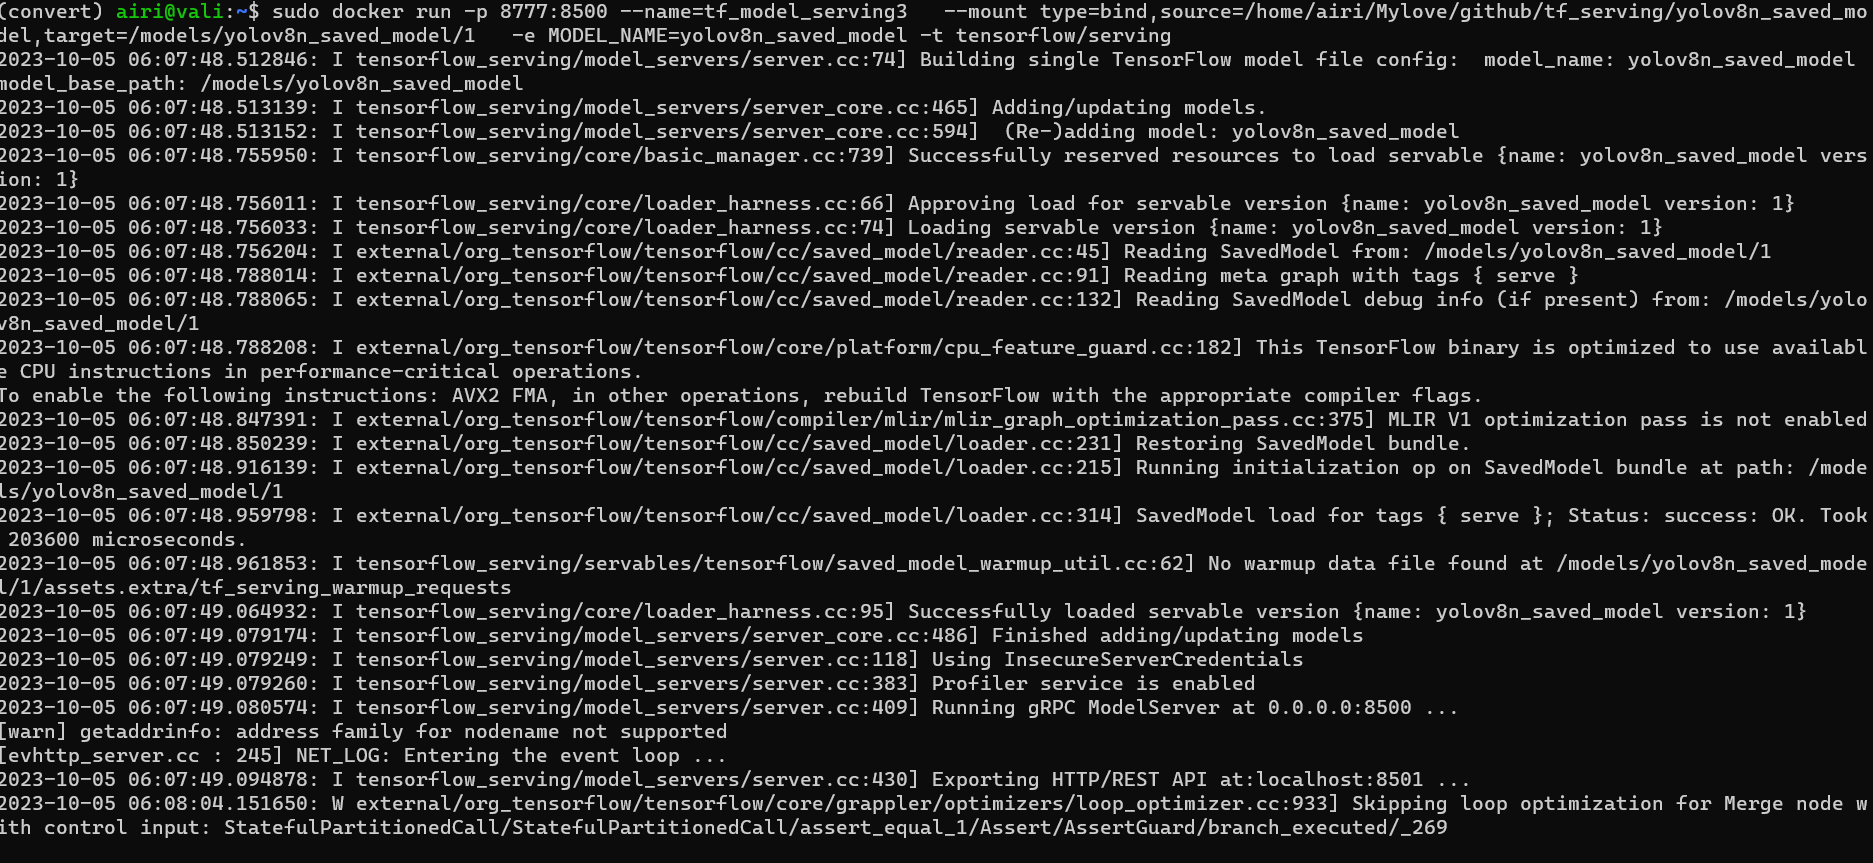 (convert) airi@vali:~$ sudo docker run -p 8777:8500 --name=tf_model_serving3   --mount type=bind,source=/home/airi/Mylove/github/tf_serving/yolov8n_saved_mo
del,target=/models/yolov8n_saved_model/1   -e MODEL_NAME=yolov8n_saved_model -t tensorflow/serving
2023-10-05 06:07:48.512846: I tensorflow_serving/model_servers/server.cc:74] Building single TensorFlow model file config:  model_name: yolov8n_saved_model
model_base_path: /models/yolov8n_saved_model
2023-10-05 06:07:48.513139: I tensorflow_serving/model_servers/server_core.cc:465] Adding/updating models.
2023-10-05 06:07:48.513152: I tensorflow_serving/model_servers/server_core.cc:594]  (Re-)adding model: yolov8n_saved_model
2023-10-05 06:07:48.755950: I tensorflow_serving/core/basic_manager.cc:739] Successfully reserved resources to load servable {name: yolov8n_saved_model vers
ion: 1}
2023-10-05 06:07:48.756011: I tensorflow_serving/core/loader_harness.cc:66] Approving load for servable version {name: yolov8n_saved_model version: 1}
2023-10-05 06:07:48.756033: I tensorflow_serving/core/loader_harness.cc:74] Loading servable version {name: yolov8n_saved_model version: 1}
2023-10-05 06:07:48.756204: I external/org_tensorflow/tensorflow/cc/saved_model/reader.cc:45] Reading SavedModel from: /models/yolov8n_saved_model/1
2023-10-05 06:07:48.788014: I external/org_tensorflow/tensorflow/cc/saved_model/reader.cc:91] Reading meta graph with tags { serve }
2023-10-05 06:07:48.788065: I external/org_tensorflow/tensorflow/cc/saved_model/reader.cc:132] Reading SavedModel debug info (if present) from: /models/yolo
v8n_saved_model/1
2023-10-05 06:07:48.788208: I external/org_tensorflow/tensorflow/core/platform/cpu_feature_guard.cc:182] This TensorFlow binary is optimized to use availabl
e CPU instructions in performance-critical operations.
To enable the following instructions: AVX2 FMA, in other operations, rebuild TensorFlow with the appropriate compiler flags.
2023-10-05 06:07:48.847391: I external/org_tensorflow/tensorflow/compiler/mlir/mlir_graph_optimization_pass.cc:375] MLIR V1 optimization pass is not enabled
2023-10-05 06:07:48.850239: I external/org_tensorflow/tensorflow/cc/saved_model/loader.cc:231] Restoring SavedModel bundle.
2023-10-05 06:07:48.916139: I external/org_tensorflow/tensorflow/cc/saved_model/loader.cc:215] Running initialization op on SavedModel bundle at path: /mode
ls/yolov8n_saved_model/1
2023-10-05 06:07:48.959798: I external/org_tensorflow/tensorflow/cc/saved_model/loader.cc:314] SavedModel load for tags { serve }; Status: success: OK. Took
 203600 microseconds.
2023-10-05 06:07:48.961853: I tensorflow_serving/servables/tensorflow/saved_model_warmup_util.cc:62] No warmup data file found at /models/yolov8n_saved_mode
l/1/assets.extra/tf_serving_warmup_requests
2023-10-05 06:07:49.064932: I tensorflow_serving/core/loader_harness.cc:95] Successfully loaded servable version {name: yolov8n_saved_model version: 1}
2023-10-05 06:07:49.079174: I tensorflow_serving/model_servers/server_core.cc:486] Finished adding/updating models
2023-10-05 06:07:49.079249: I tensorflow_serving/model_servers/server.cc:118] Using InsecureServerCredentials
2023-10-05 06:07:49.079260: I tensorflow_serving/model_servers/server.cc:383] Profiler service is enabled
2023-10-05 06:07:49.080574: I tensorflow_serving/model_servers/server.cc:409] Running gRPC ModelServer at 0.0.0.0:8500 ...
[warn] getaddrinfo: address family for nodename not supported
[evhttp_server.cc : 245] NET_LOG: Entering the event loop ...
2023-10-05 06:07:49.094878: I tensorflow_serving/model_servers/server.cc:430] Exporting HTTP/REST API at:localhost:8501 ...
2023-10-05 06:08:04.151650: W external/org_tensorflow/tensorflow/core/grappler/optimizers/loop_optimizer.cc:933] Skipping loop optimization for Merge node w
ith control input: StatefulPartitionedCall/StatefulPartitionedCall/assert_equal_1/Assert/AssertGuard/branch_executed/_269